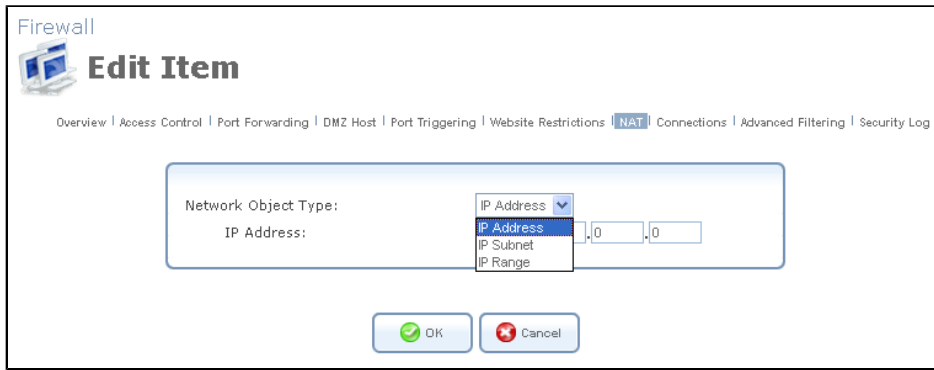 Firewall
Edit Item
Overview | Access Control | Port Forwarding | DMZ Host | Port Triggering | Website Restrictions | NAT | Connections | Advanced Filtering | Security Log
Network Object Type: IP Address
IP Address: .0 .0
IP Address
IP Subnet
IP Range
OK Cancel